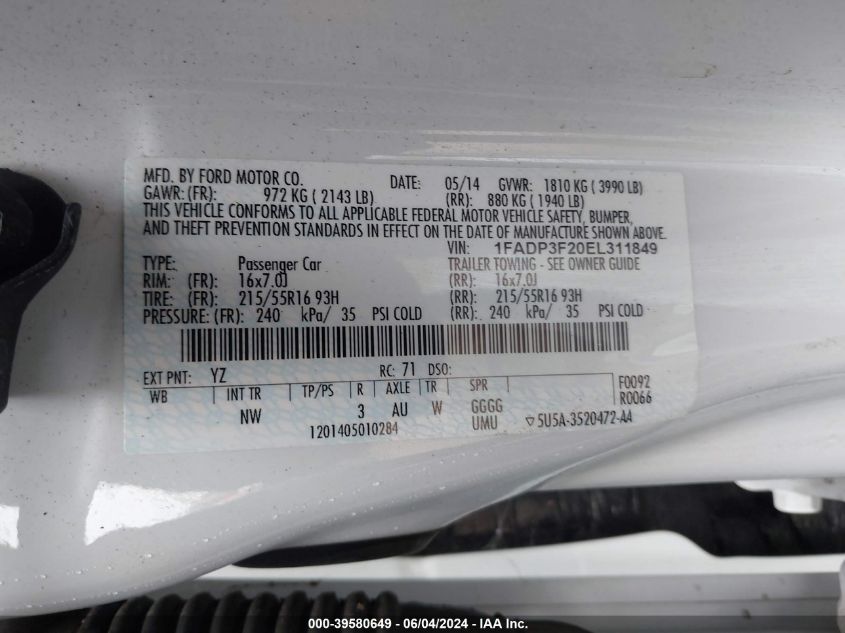 MFD. BY FORD MOTOR CO. DATE: 05/14 GVWR: 1810 KG ( 3990 LB)
GAWR: (FR): 972 KG ( 2143 LB) (RR): 880 KG ( 1940 LB)
THIS VEHICLE CONFORMS TO ALL APPLICABLE FEDERAL MOTOR VEHICLE SAFETY, BUMPER,
AND THEFT PREVENTION STANDARDS IN EFFECT ON THE DATE OF MANUFACTURE SHOWN ABOVE.
VIN: 1FADP3F20EL311849
TYPE: Passenger Car TRAILER TOWING - SEE OWNER GUIDE
RIM: (FR) 16x7.0J (RR): 16x7.0J
TIRE: (FR) 215/55R16 93H (RR) 215/55R16 93H
PRESSURE: (FR): 240 kPa/ 35 PSI COLD (RR): 240 kPa/ 35 PSI COLD
EXT PNT: YZ RC: 71 DSO:
WB INT TR TP/PS R AXLE TR SPR F0092
R0066
NW 3 AU W GGGG
1201405010284 UMU ▽5U5A-3520472-AA
000-39580649 - 06/04/2024 - IAA Inc.